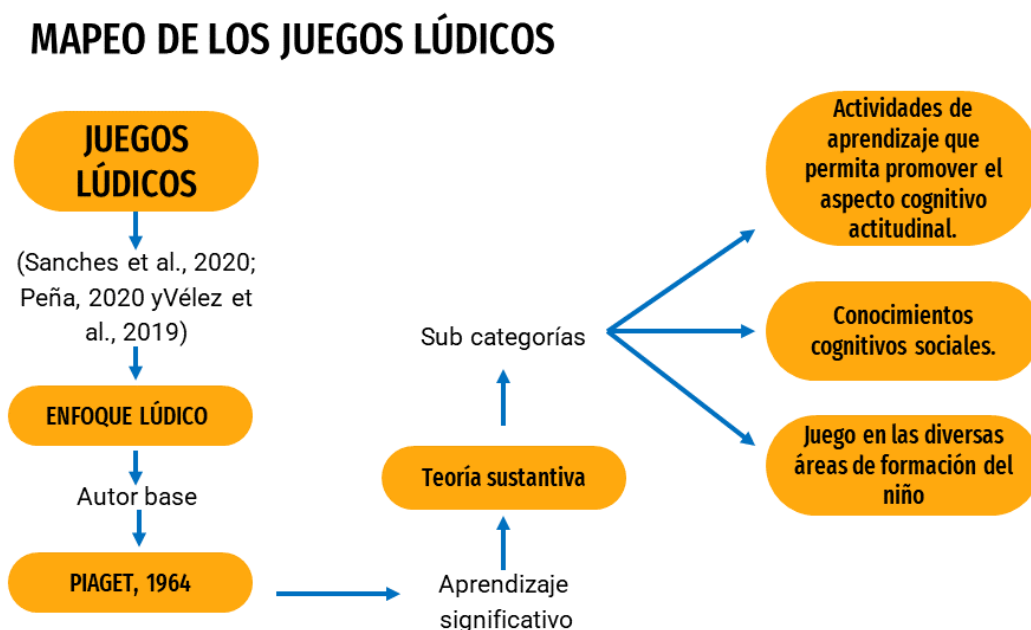 MAPEO DE LOS JUEGOS LÚDICOS
JUEGOS
LÚDICOS
(Sanches et al., 2020;
Peña, 2020 yVélez et
al., 2019)
ENFOQUE LÚDICO
Autor base
PIAGET, 1964
Aprendizaje
significativo
Teoría sustantiva
Sub categorías
Actividades de
aprendizaje que
permita promover el
aspecto cognitivo
actitudinal.
Conocimientos
cognitivos sociales.
Juego en las diversas
áreas de formación del
niño